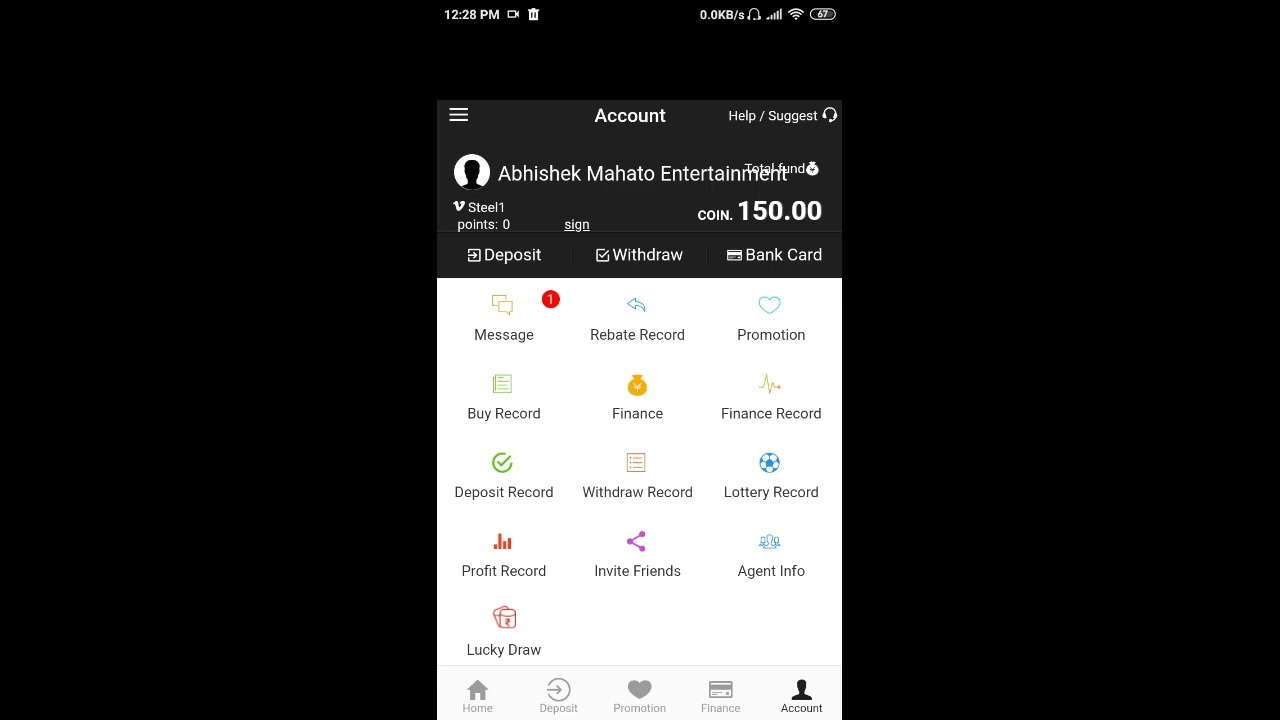 12:28 PM 0.0KB/s 67
Account Help / Suggest
Abhishek Mahato Entertainment Total fund
Steel1
points: 0 sign COIN. 150.00
Deposit Withdraw Bank Card
1
Message Rebate Record Promotion
Buy Record Finance Finance Record
Deposit Record Withdraw Record Lottery Record
Profit Record Invite Friends Agent Info
Lucky Draw
Home Deposit Promotion Finance Account